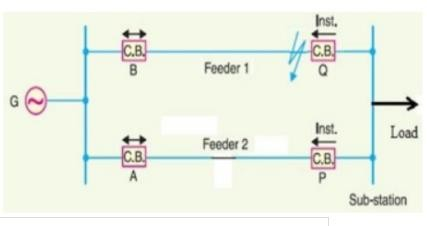 Inst.
C.B.
C.B.
B
Feeder 1
Q
G
Inst.
Load
C.B.
Feeder 2
C.B.
A
P
Sub-station